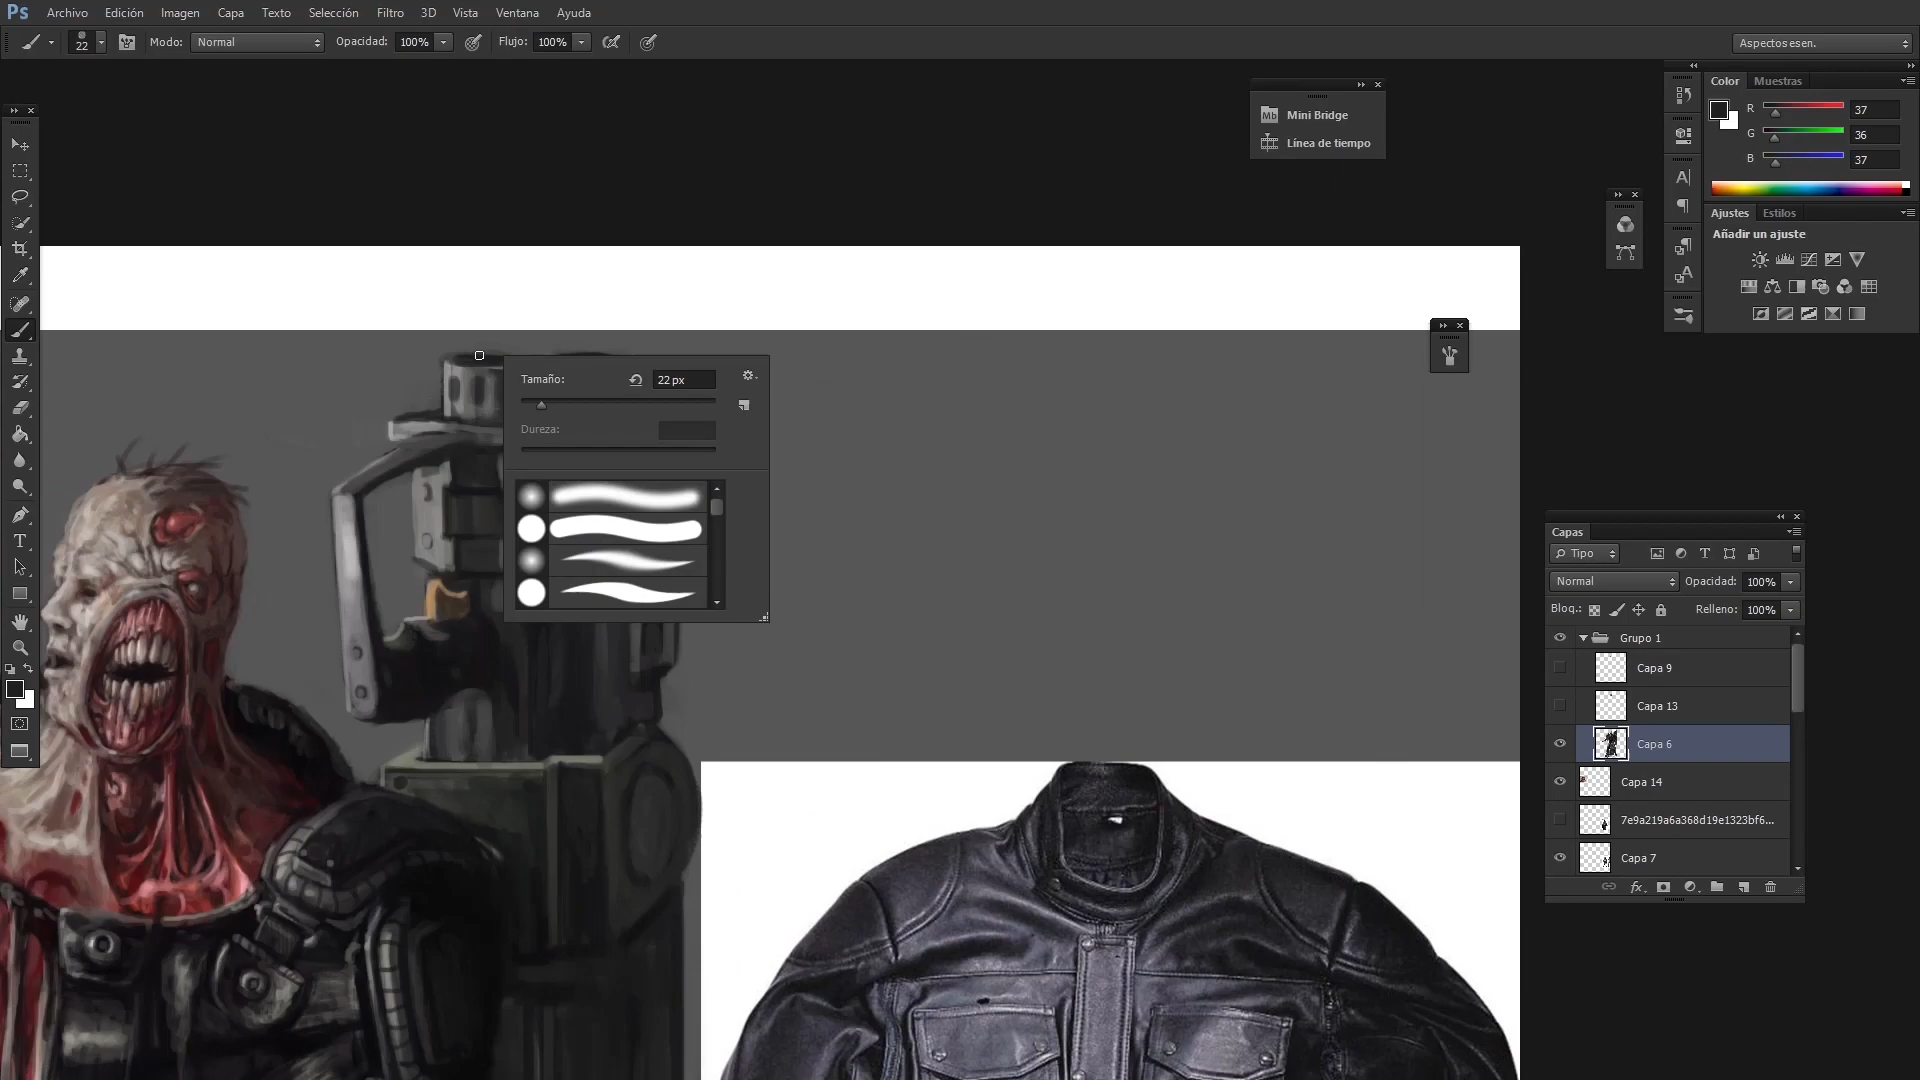 Ps Archivo Edición Imagen Capa Texto Selección Filtro 3D Vista Ventana Ayuda
22 Modo: Normal Opacidad: 100% Flujo: 100% Aspectos esen.
Color Muestras
R 37
G 36
B 37
Mb Mini Bridge
Línea de tiempo
Ajustes Estilos
Añadir un ajuste
Tamaño: 22 px
Dureza:
Capas
Tipo
Normal Opacidad: 100%
Bloq.: Relleno: 100%
Grupo 1
Capa 9
Capa 13
Capa 6
Capa 14
7e9a219a6a368d19e1323bf6...
Capa 7
fx